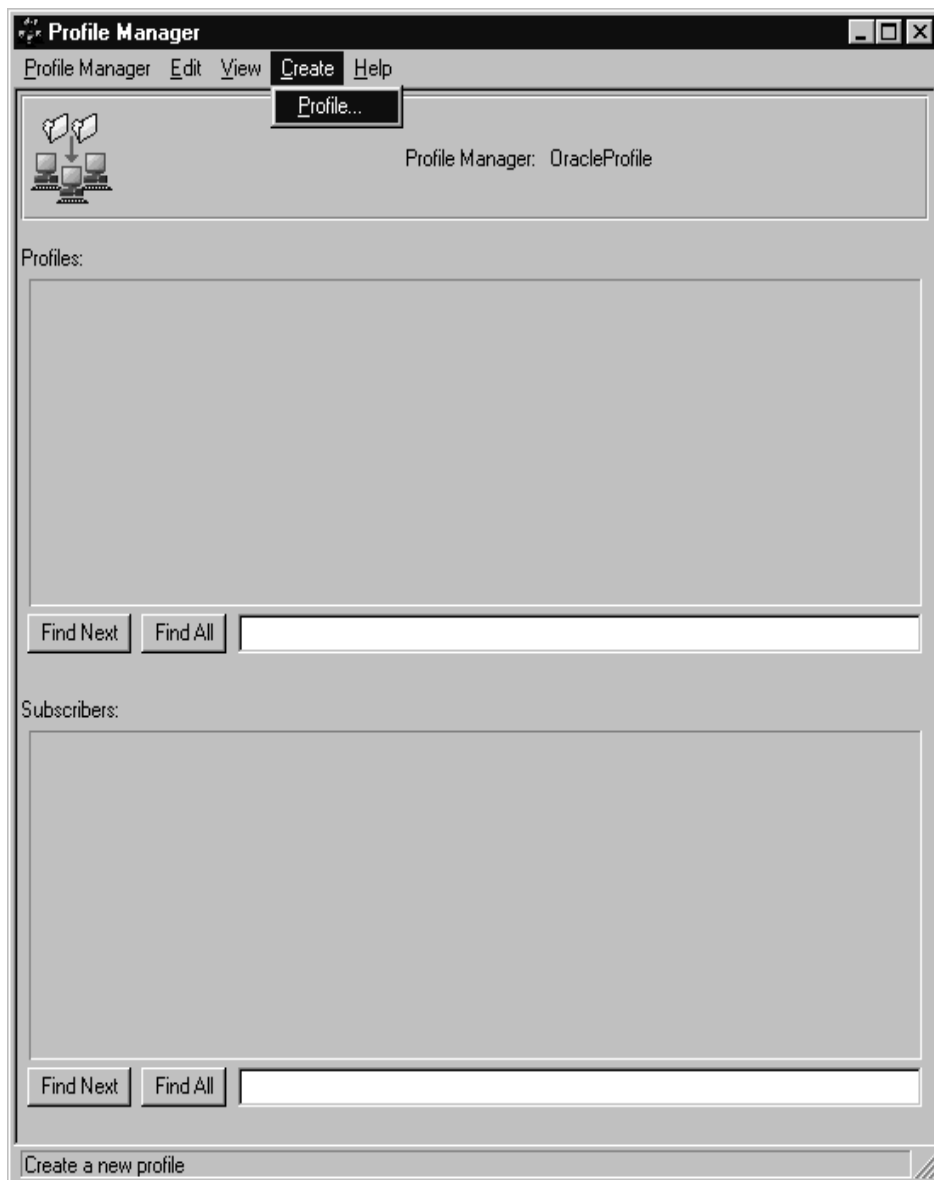 Profile Manager
Profile Manager Edit View Create Help
Profile...
Profile Manager: OracleProfile
Profiles:
Find Next Find All
Subscribers:
Find Next Find All
Create a new profile